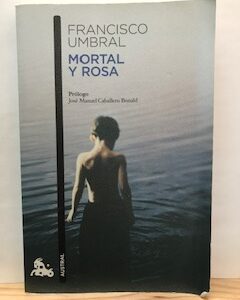 FRANCISCO
UMBRAL
MORTAL
Y ROSA
Prólogo
José Manuel Caballero Bonald
AUSTRAL